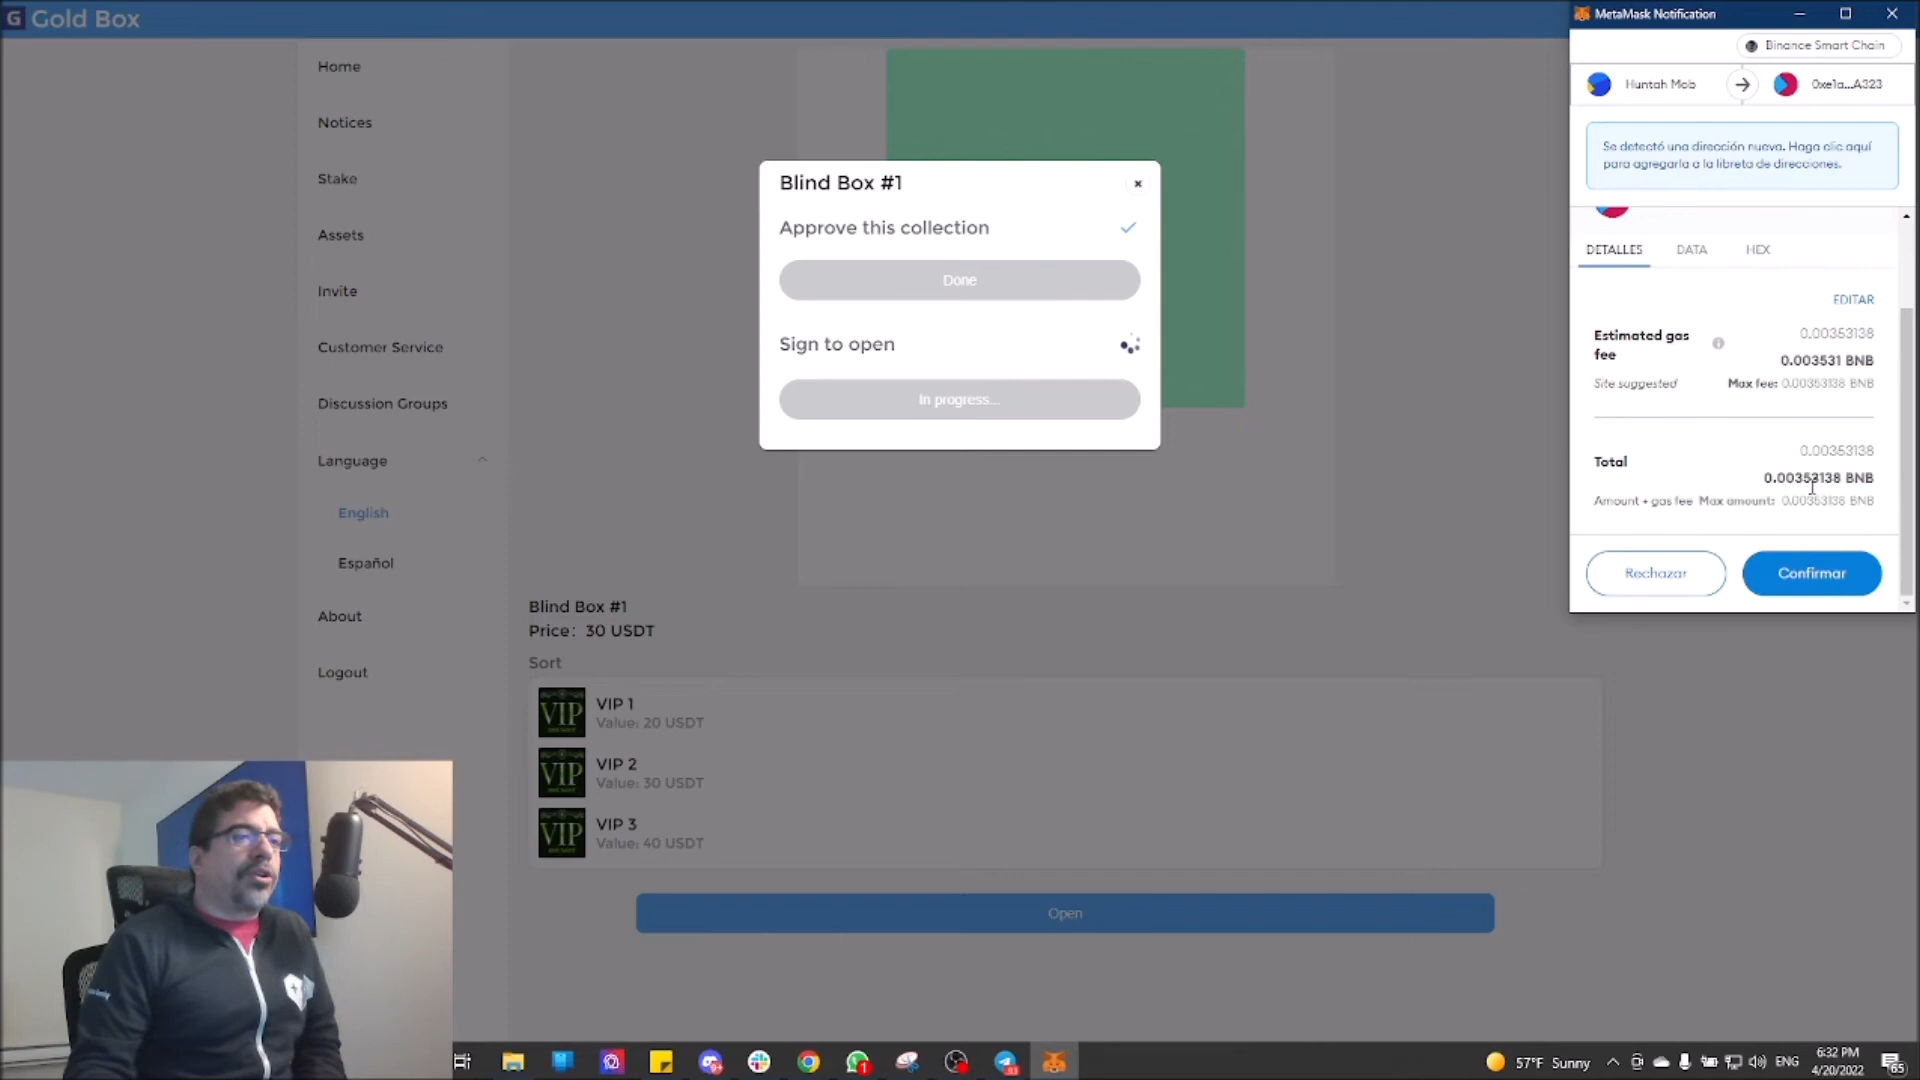 G Gold Box
Home
Notices
Stake
Assets
Invite
Customer Service
Discussion Groups
Language
English
Español
About
Logout
Blind Box #1
Approve this collection
Done
Sign to open
In progress...
Blind Box #1
Price: 30 USDT
Sort
VIP
VIP 1
Value: 20 USDT
VIP
VIP 2
Value: 30 USDT
VIP
VIP 3
Value: 40 USDT
Open
MetaMask Notification
Binance Smart Chain
Huntah Mob
0xe1a...A323
Se detectó una dirección nueva. Haga clic aquí
para agregarla a la libreta de direcciones.
DETALLES
DATA
HEX
EDITAR
Estimated gas
fee
0.00353138
0.003531 BNB
Site suggested
Max fee: 0.00353138 BNB
Total
0.00353138
0.00353138 BNB
Amount + gas fee Max amount: 0.00353138 BNB
Rechazar
Confirmar
57°F Sunny
ENG
6:32 PM
4/20/2022
65